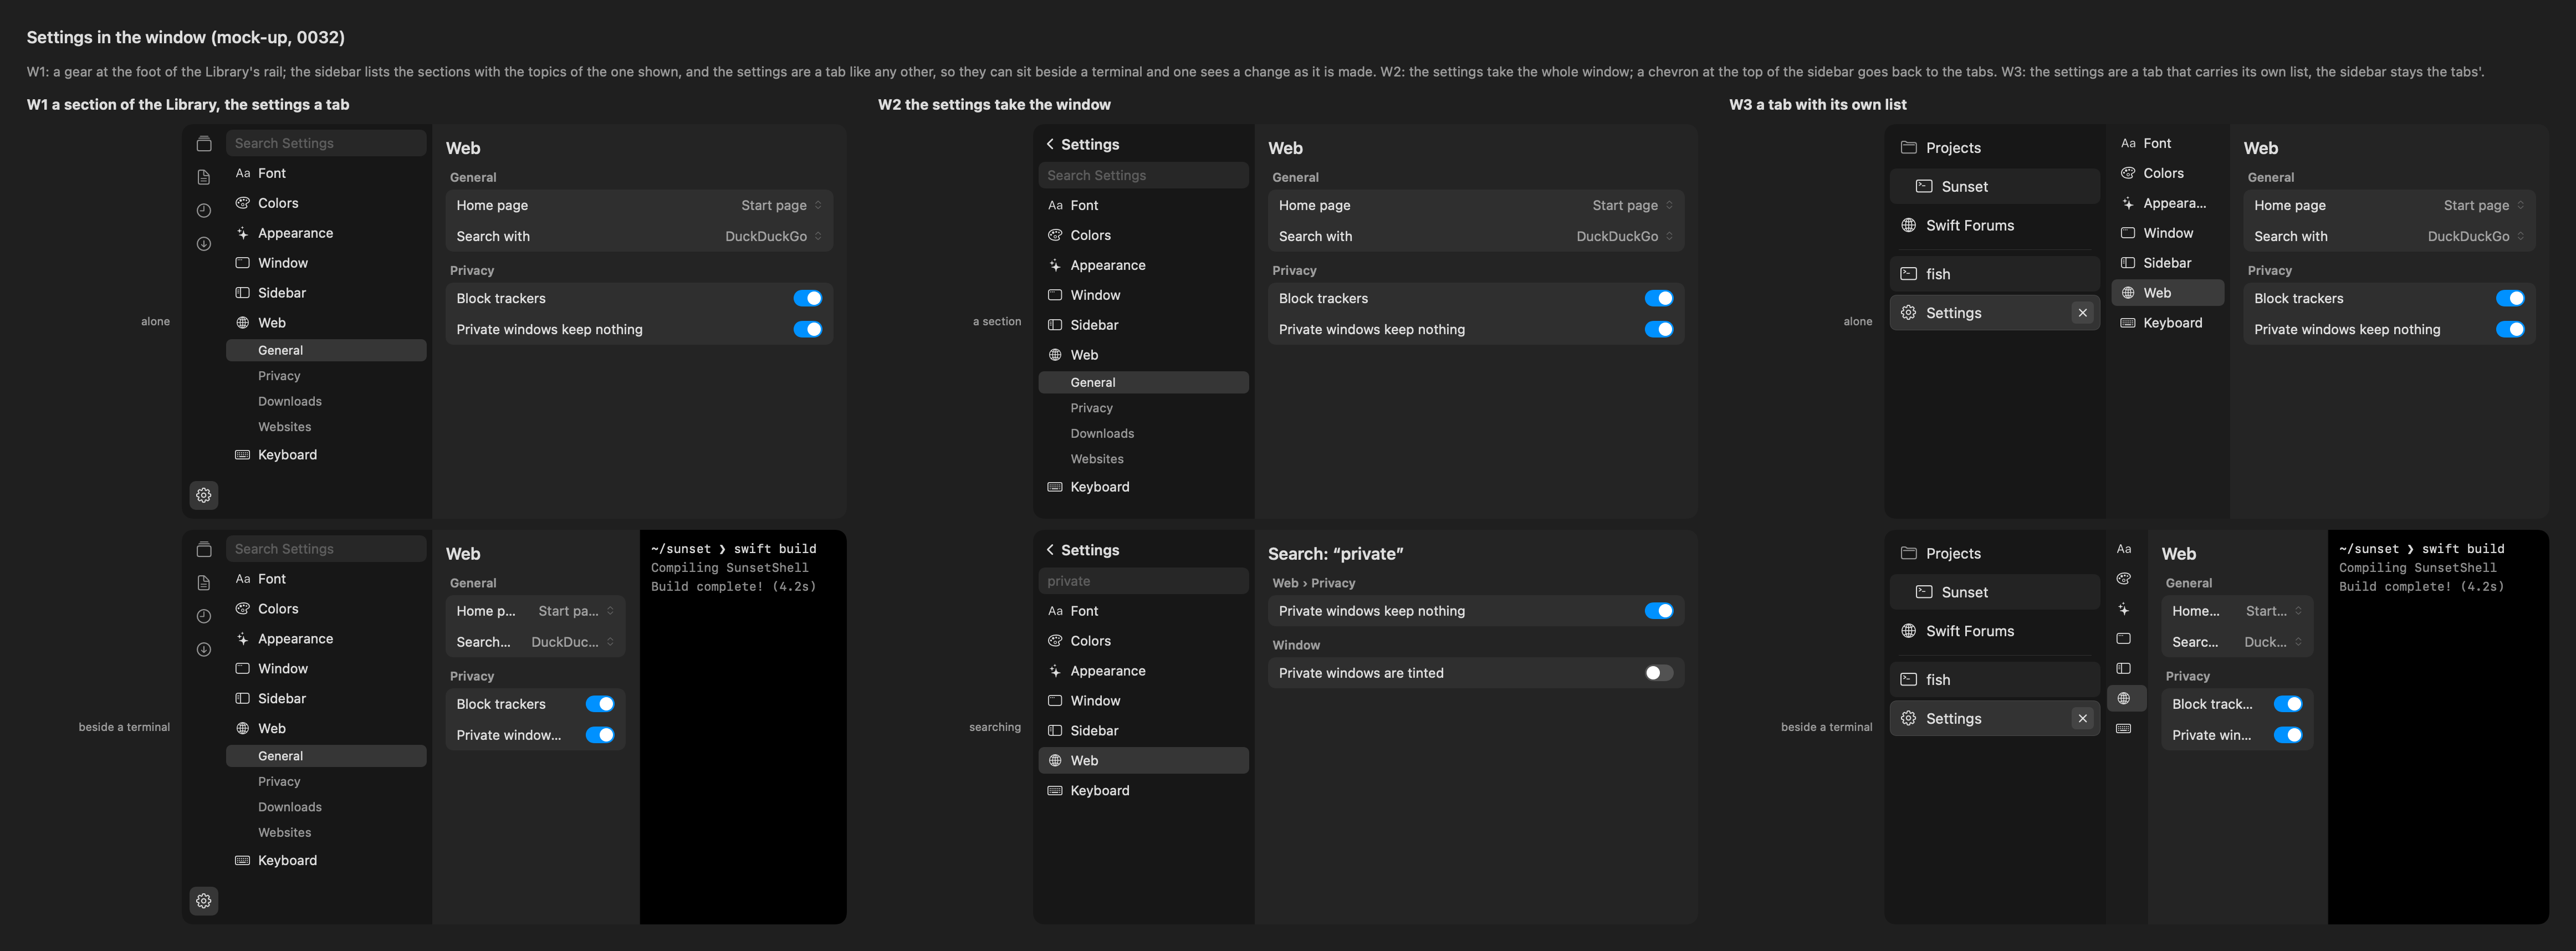 Settings in the window (mock-up, 0032)
W1: a gear at the foot of the Library's rail; the sidebar lists the sections with the topics of the one shown, and the settings are a tab like any other, so they can sit beside a terminal and one sees a change as it is made. W2: the settings take the whole window; a chevron at the top of the sidebar goes back to the tabs. W3: the settings are a tab that carries its own list, the sidebar stays the tabs'.
W1 a section of the Library, the settings a tab
alone
Search Settings
Aa Font
Colors
Appearance
Window
Sidebar
Web
General
Privacy
Downloads
Websites
Keyboard
Web
General
Home page Start page
Search with DuckDuckGo
Privacy
Block trackers
Private windows keep nothing
beside a terminal
Search Settings
Aa Font
Colors
Appearance
Window
Sidebar
Web
General
Privacy
Downloads
Websites
Keyboard
Web
General
Home p... Start pa...
Search... DuckDuc...
Privacy
Block trackers
Private window...
~/sunset ❯ swift build
Compiling SunsetShell
Build complete! (4.2s)
W2 the settings take the window
a section
Settings
Search Settings
Aa Font
Colors
Appearance
Window
Sidebar
Web
General
Privacy
Downloads
Websites
Keyboard
Web
General
Home page Start page
Search with DuckDuckGo
Privacy
Block trackers
Private windows keep nothing
searching
Settings
private
Aa Font
Colors
Appearance
Window
Sidebar
Web
Keyboard
Search: “private”
Web › Privacy
Private windows keep nothing
Window
Private windows are tinted
W3 a tab with its own list
alone
Projects
Sunset
Swift Forums
fish
Settings
Aa Font
Colors
Appeara...
Window
Sidebar
Web
Keyboard
Web
General
Home page Start page
Search with DuckDuckGo
Privacy
Block trackers
Private windows keep nothing
beside a terminal
Projects
Sunset
Swift Forums
fish
Settings
Aa
Web
General
Home... Start...
Searc... Duck...
Privacy
Block track...
Private win...
~/sunset ❯ swift build
Compiling SunsetShell
Build complete! (4.2s)